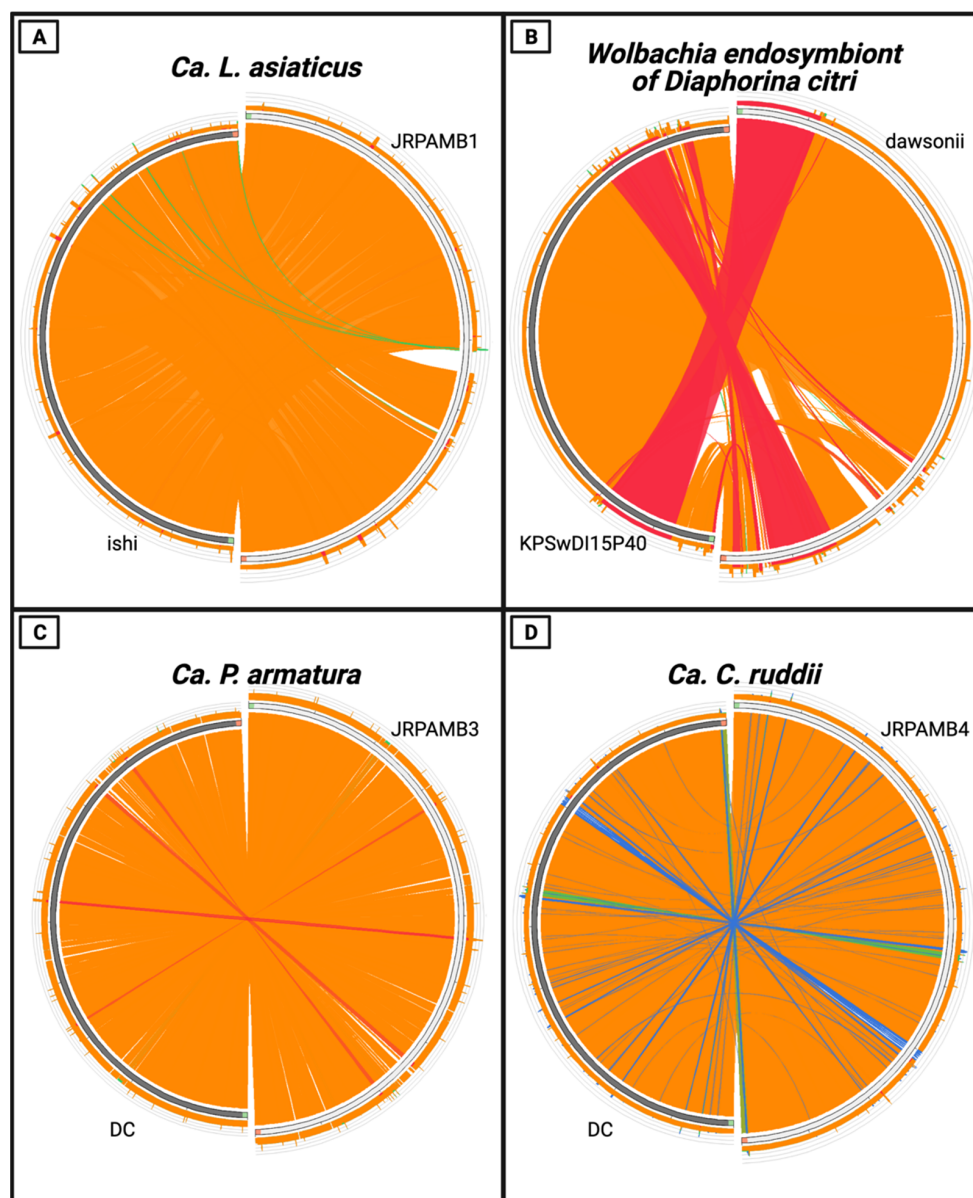 A
Ca. L. asiaticus
JRPAMB1
ishi
B
Wolbachia endosymbiont
of Diaphorina citri
dawsonii
KPSwDI15P40
C
Ca. P. armatura
JRPAMB3
DC
D
Ca. C. ruddii
JRPAMB4
DC